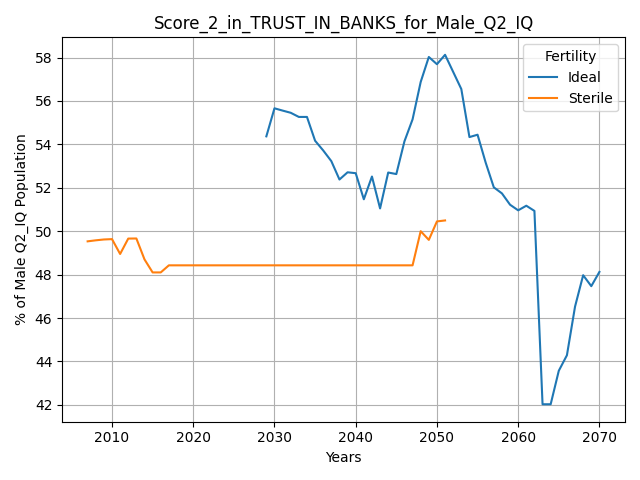 Score_2_in_TRUST_IN_BANKS_for_Male_Q2_IQ
Fertility
Ideal
Sterile
% of Male Q2_IQ Population
58
56
54
52
50
48
46
44
42
2010
2020
2030
2040
2050
2060
2070
Years